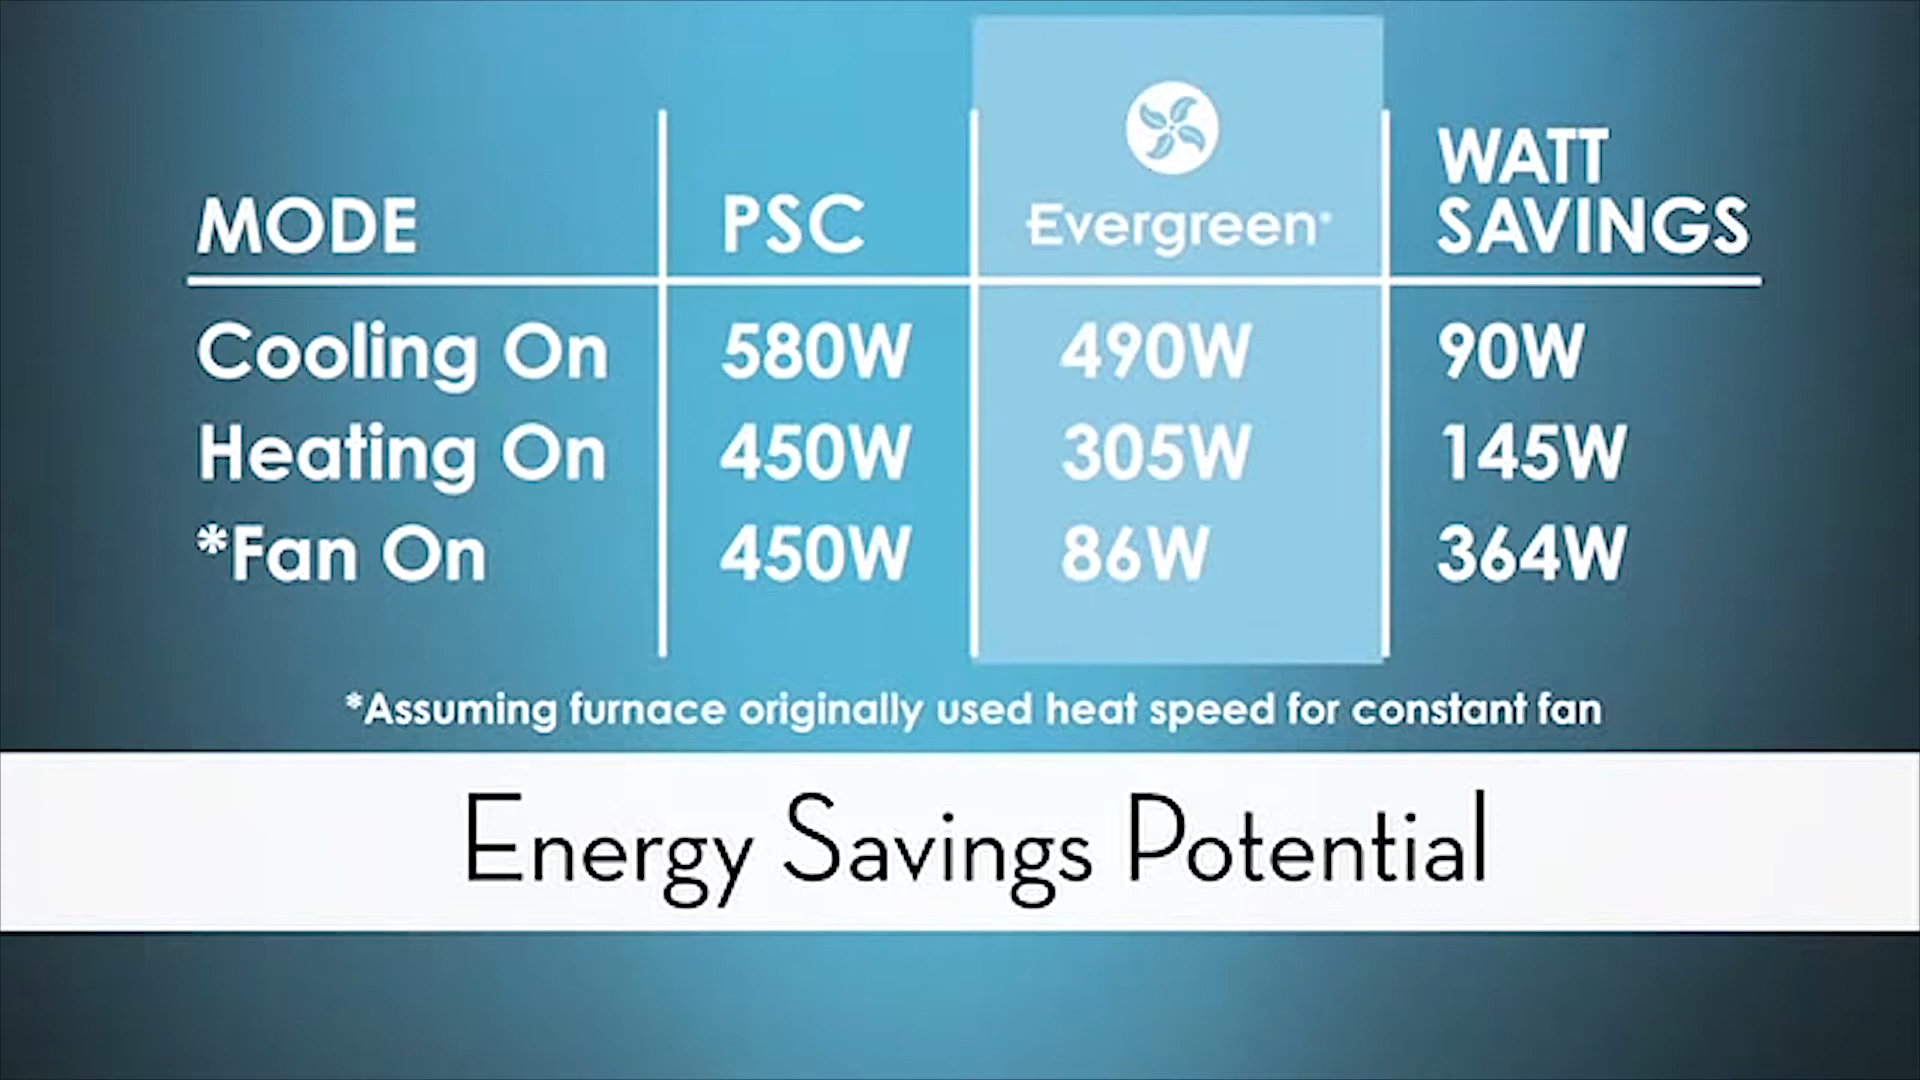 MODE PSC Evergreen® WATT SAVINGS
Cooling On 580W 490W 90W
Heating On 450W 305W 145W
*Fan On 450W 86W 364W
*Assuming furnace originally used heat speed for constant fan
Energy Savings Potential